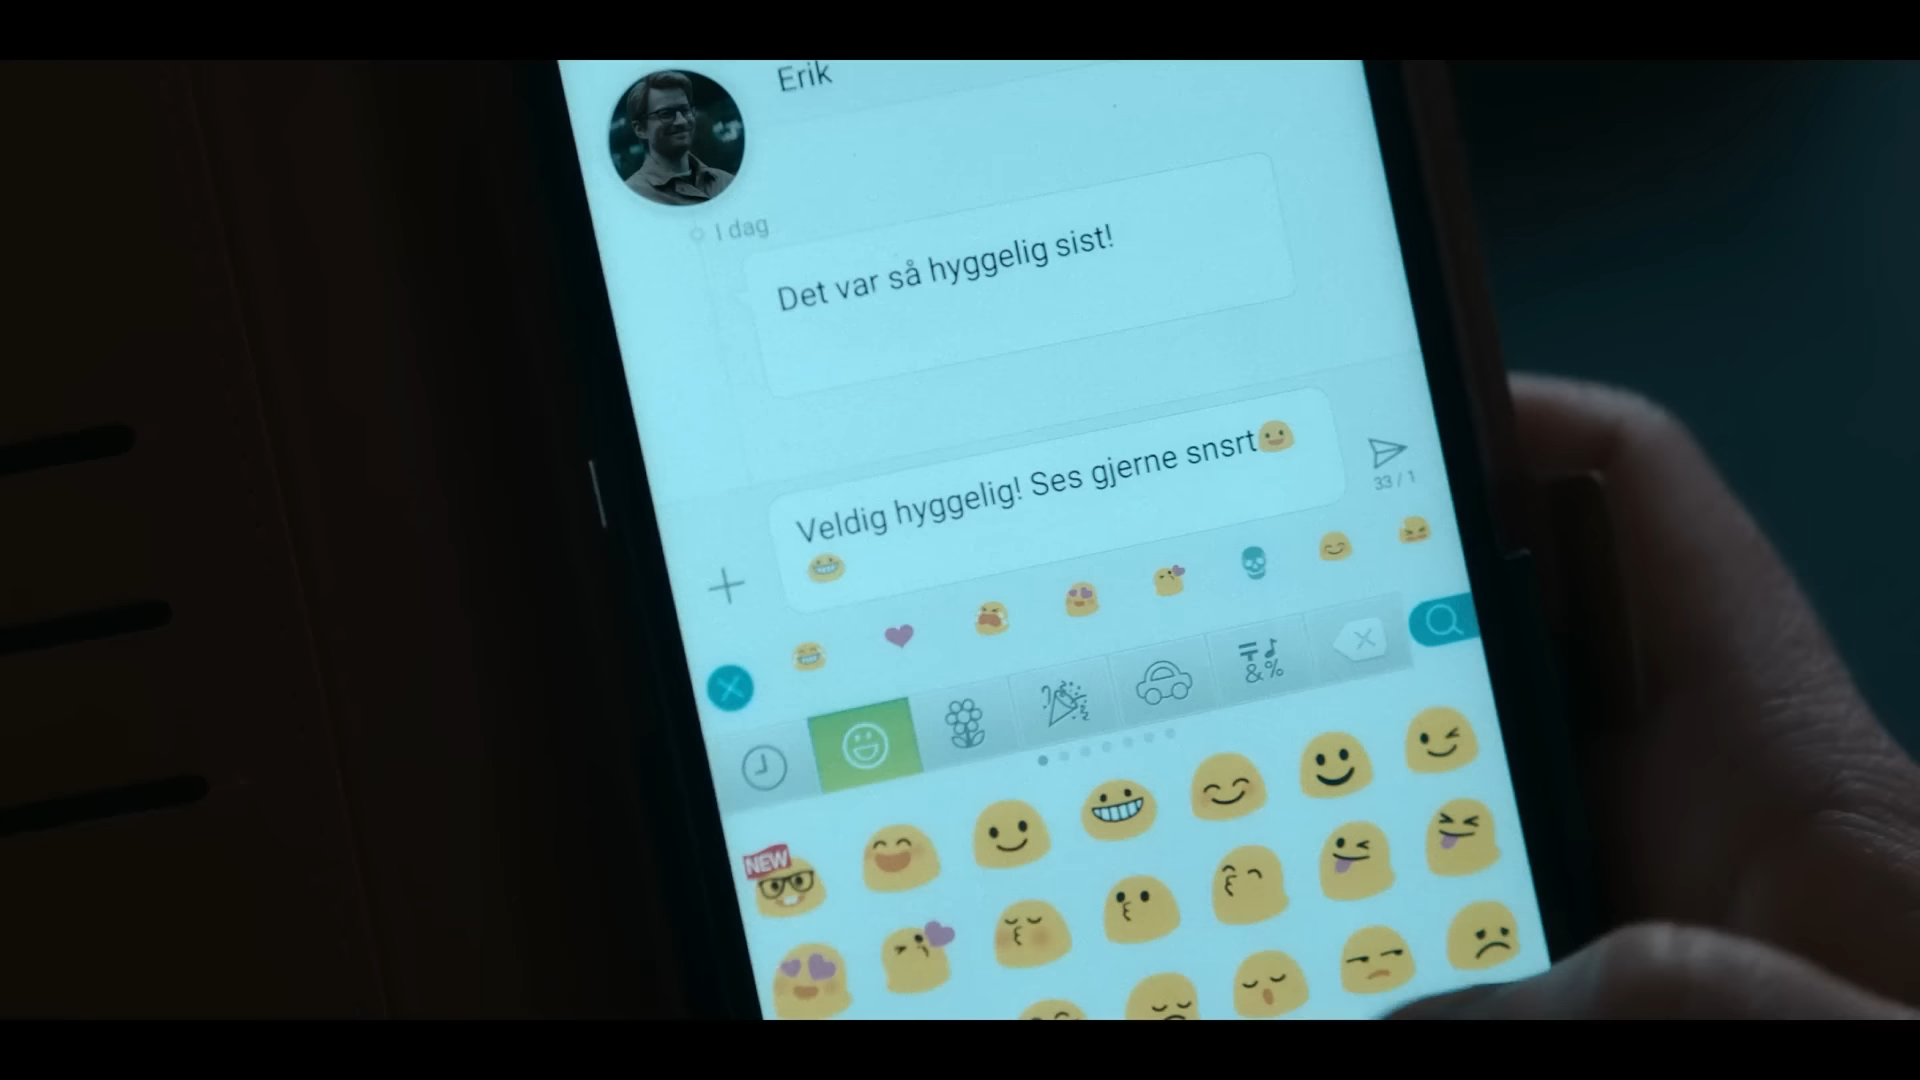 Erik
I dag
Det var så hyggelig sist!
Veldig hyggelig! Ses gjerne snsrt
33 / 1
&%
NEW